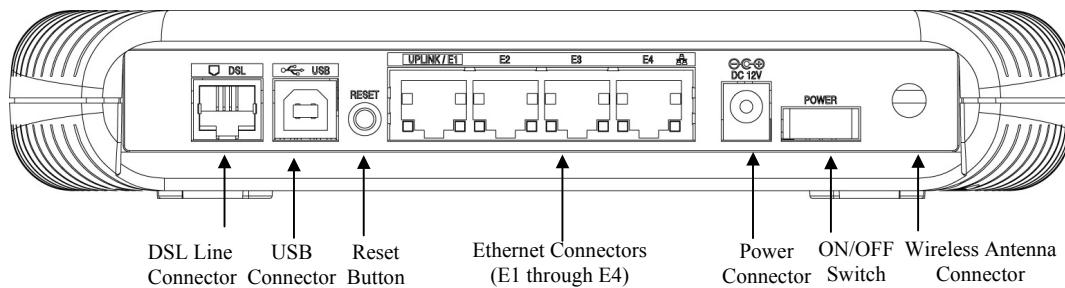 DSL
USB
RESET
UPLINK / E1
E2
E3
E4
DC 12V
POWER
DSL Line
Connector
USB
Connector
Reset
Button
Ethernet Connectors
(E1 through E4)
Power
Connector
ON/OFF
Switch
Wireless Antenna
Connector